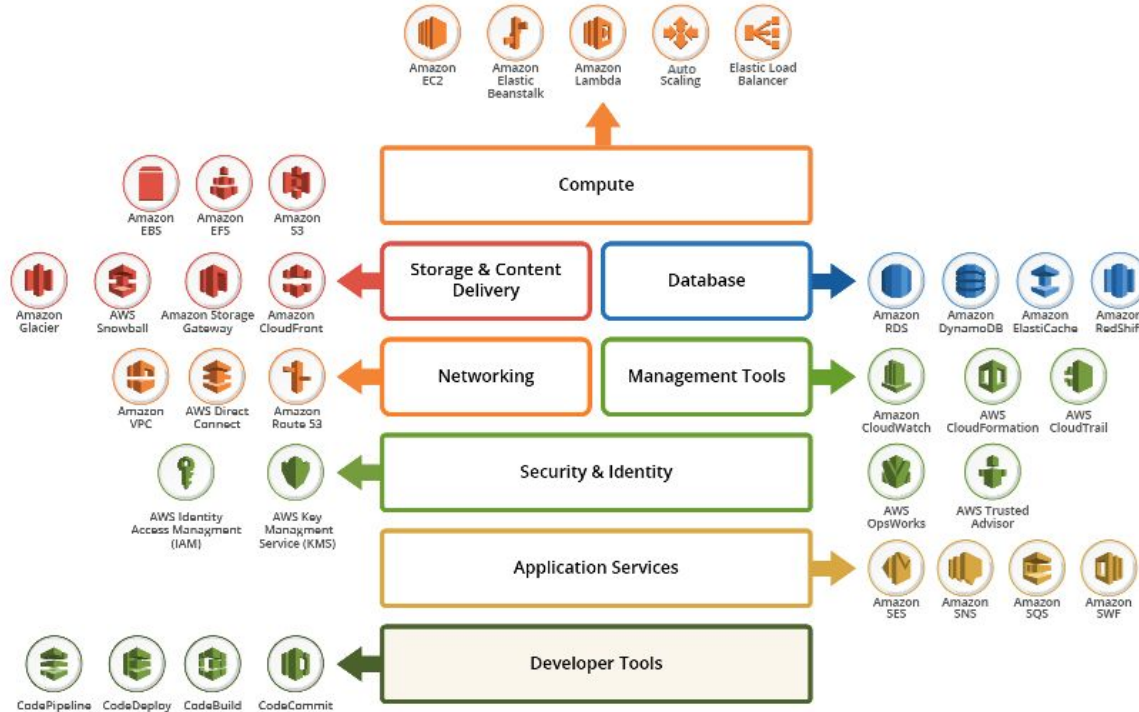 Amazon
EC2
Amazon
Elastic
Beanstalk
Amazon
Lambda
Auto
Scaling
Elastic Load
Balancer
Compute
Amazon
EBS
Amazon
EFS
Amazon
S3
Storage & Content
Delivery
Database
Amazon
Glacier
AWS
Snowball
Amazon Storage
Gateway
Amazon
CloudFront
Amazon
RDS
Amazon
DynamoDB
Amazon
ElastiCache
Amazon
RedShift
Networking
Management Tools
Amazon
VPC
AWS Direct
Connect
Amazon
Route 53
Amazon
CloudWatch
AWS
CloudFormation
AWS
CloudTrail
Security & Identity
AWS Identity
Access Managment
(IAM)
AWS Key
Managment
Service (KMS)
AWS
OpsWorks
AWS Trusted
Advisor
Application Services
Amazon
SES
Amazon
SNS
Amazon
SQS
Amazon
SWF
Developer Tools
CodePipeline
CodeDeploy
CodeBuild
CodeCommit